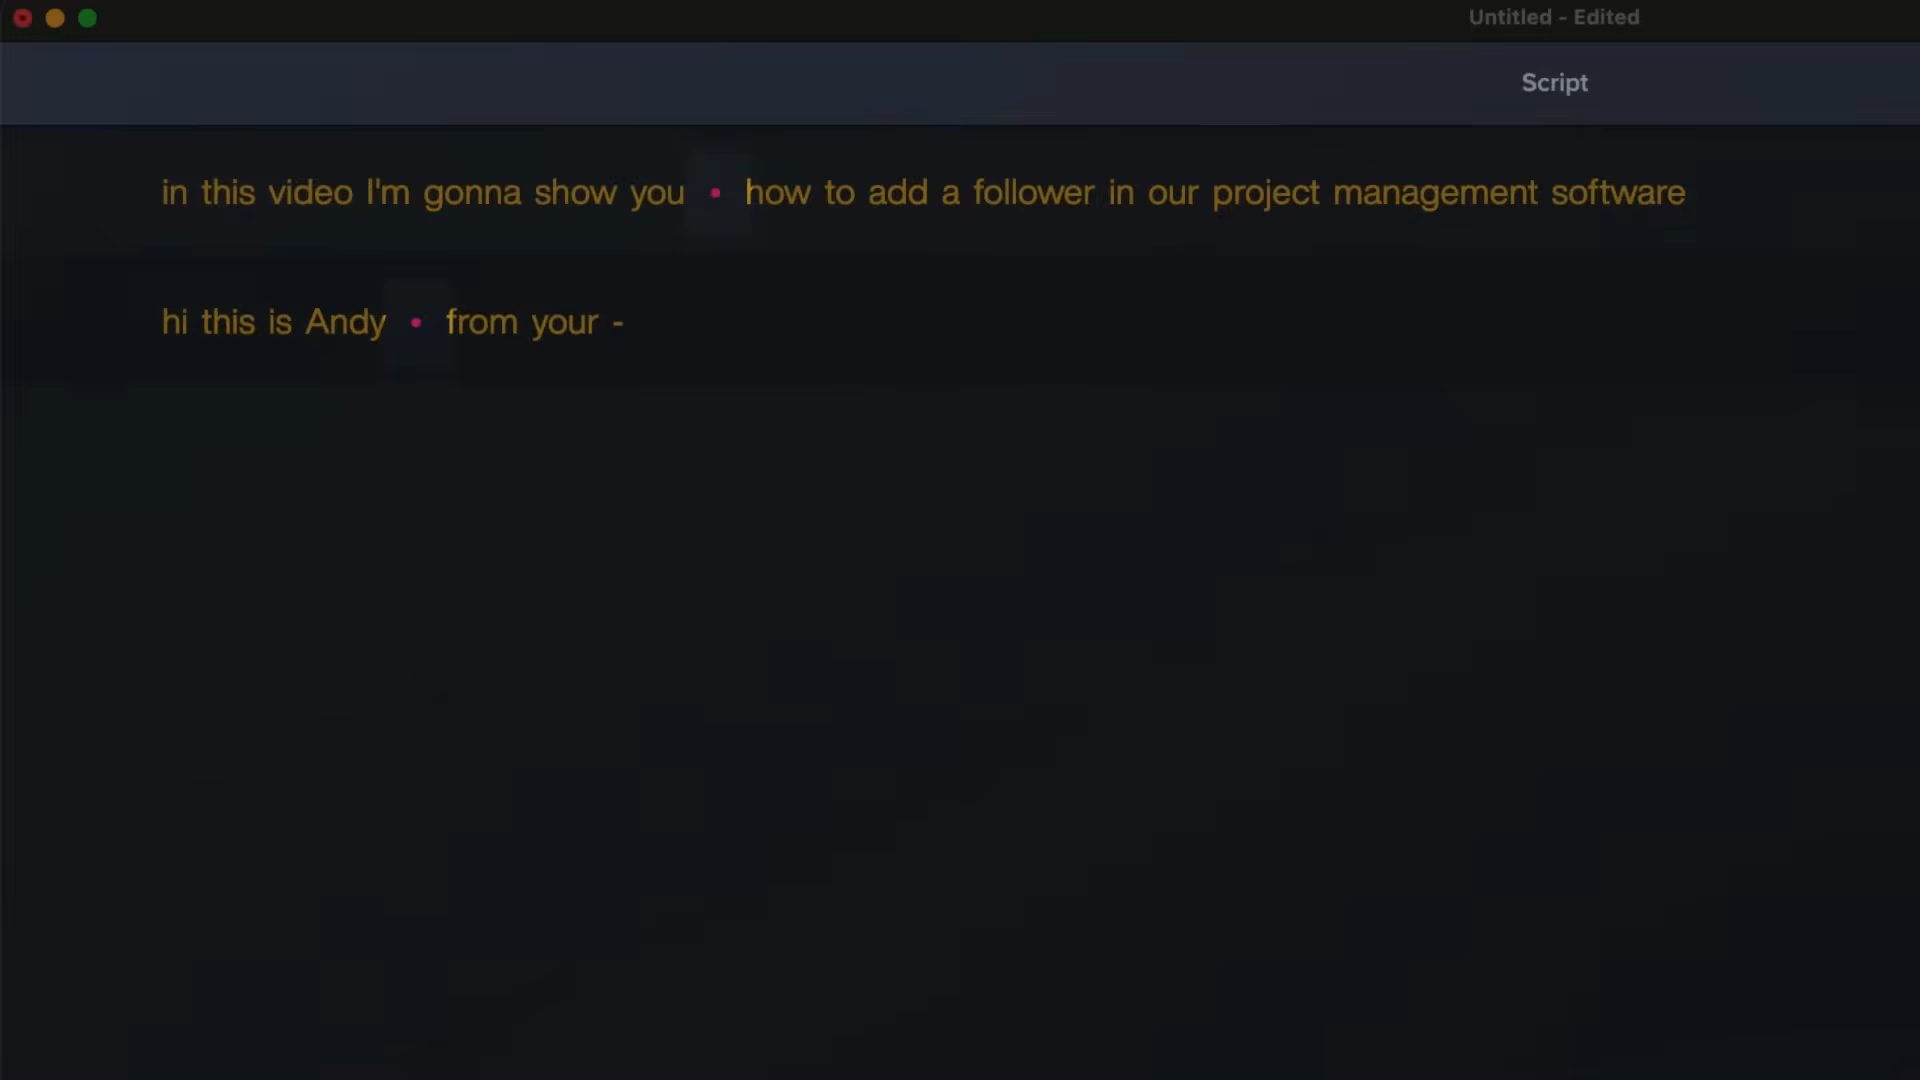 Untitled - Edited
Script
in this video I'm gonna show you • how to add a follower in our project management software
hi this is Andy • from your -